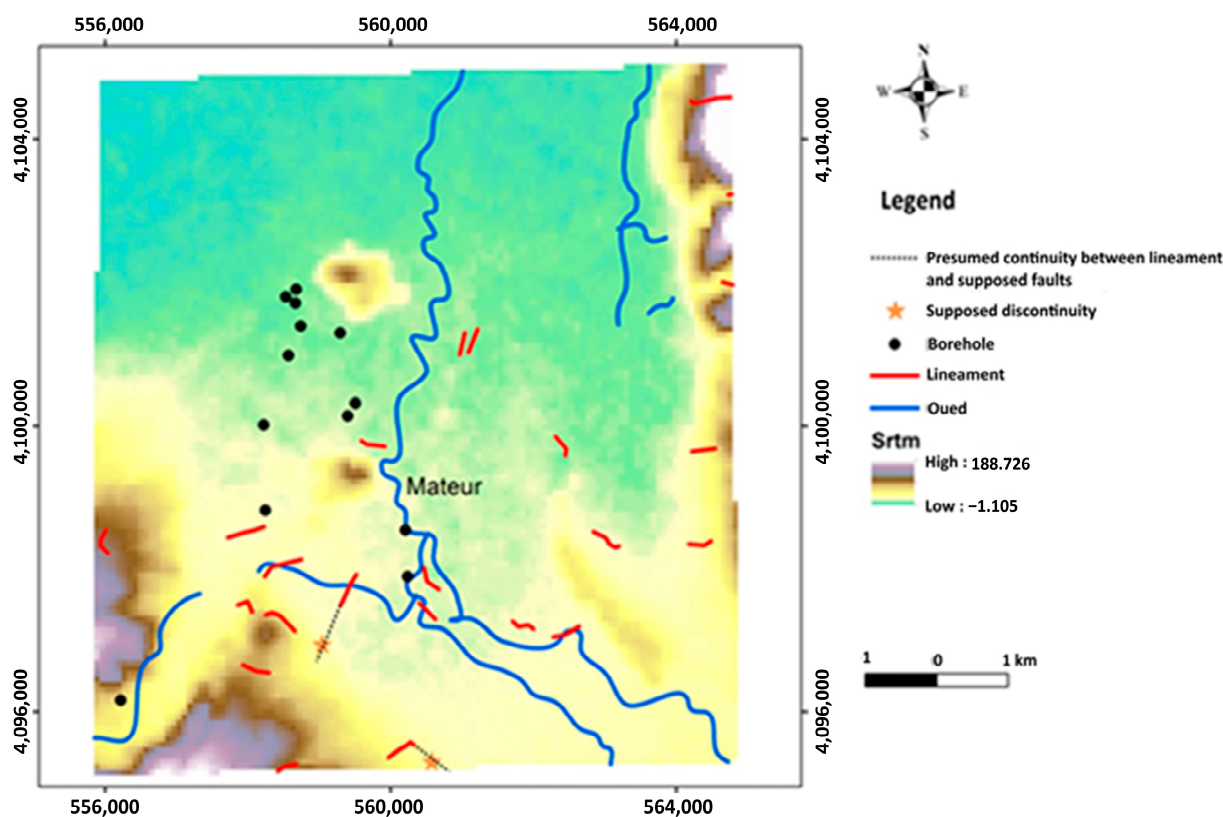 556,000 560,000 564,000
4,104,000 4,104,000
4,100,000 4,100,000
4,096,000 4,096,000
556,000 560,000 564,000
Mateur
N
W E
S
Legend
Presumed continuity between lineament
and supposed faults
Supposed discontinuity
Borehole
Lineament
Oued
Srtm
High : 188.726
Low : −1.105
1 0 1 km